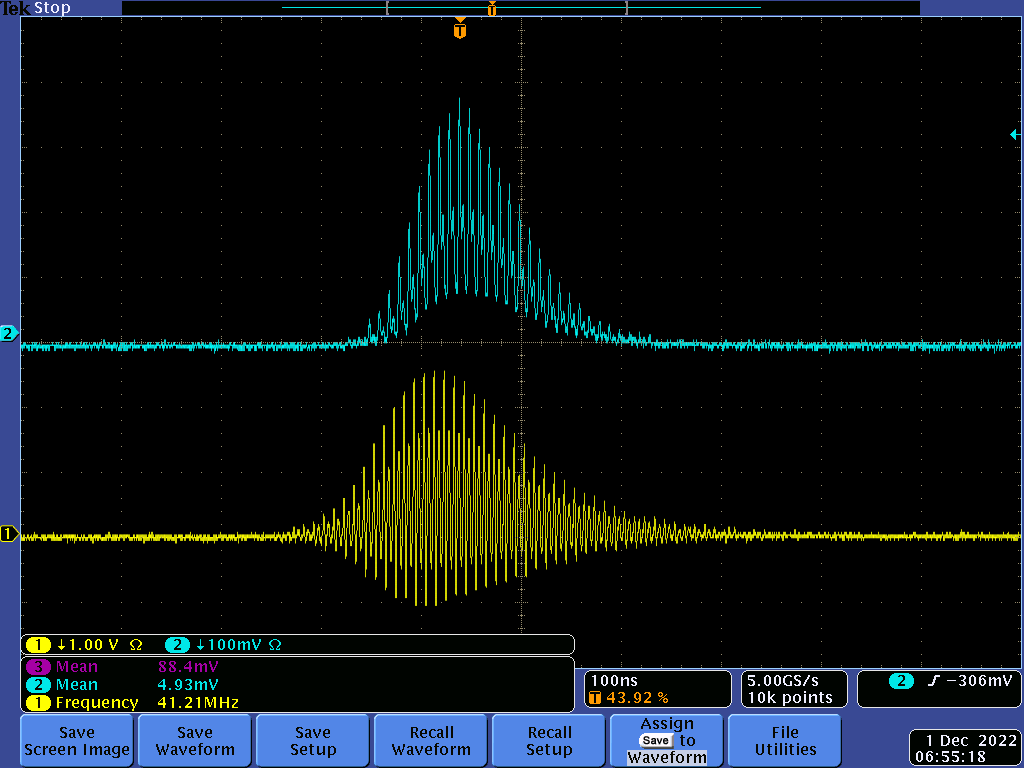 Tek Stop
T
T
2
1
1 ↓1.00 V Ω 2 ↓100mV Ω
3 Mean 88.4mV
2 Mean 4.93mV
1 Frequency 41.21MHz
100ns
T 43.92 %
5.00GS/s
10k points
2 ∫ −306mV
Save
Screen Image
Save
Waveform
Save
Setup
Recall
Waveform
Recall
Setup
Assign
Save to
Waveform
File
Utilities
1 Dec 2022
06:55:18